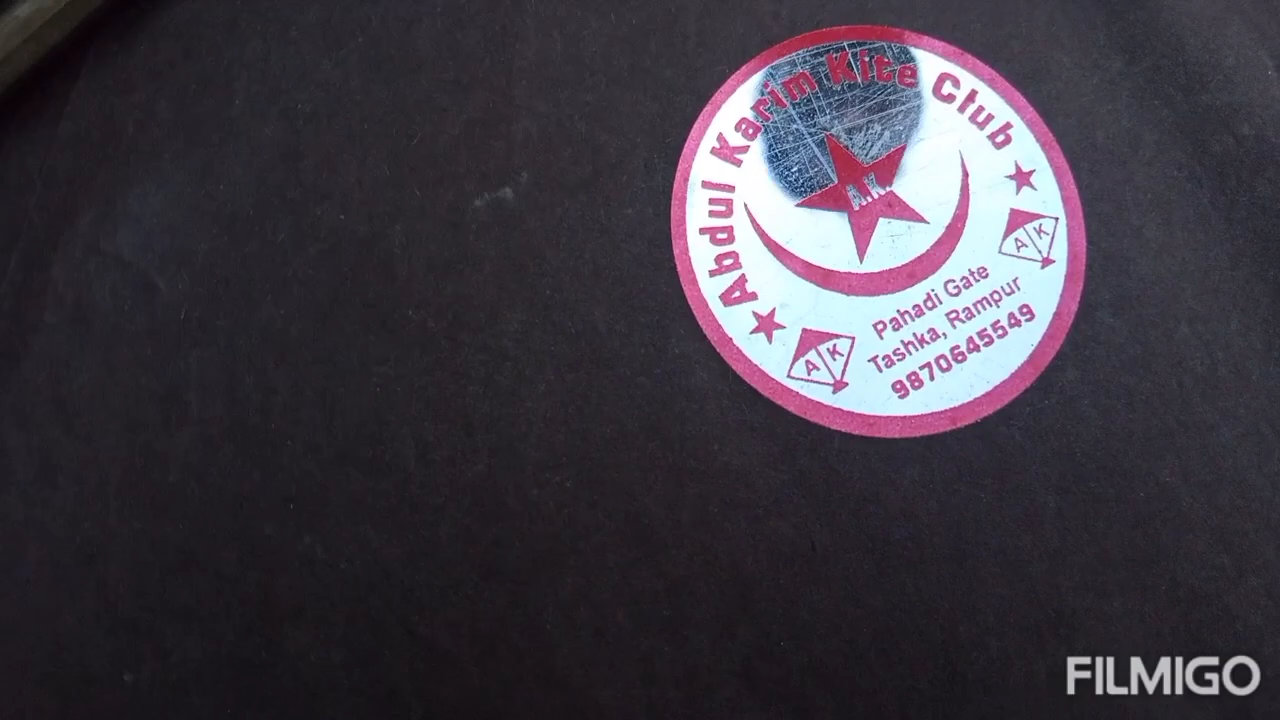 Abdul Karim Kite Club
A.K.
A K
A K
Pahadi Gate
Tashka, Rampur
9870645549
FILMIGO